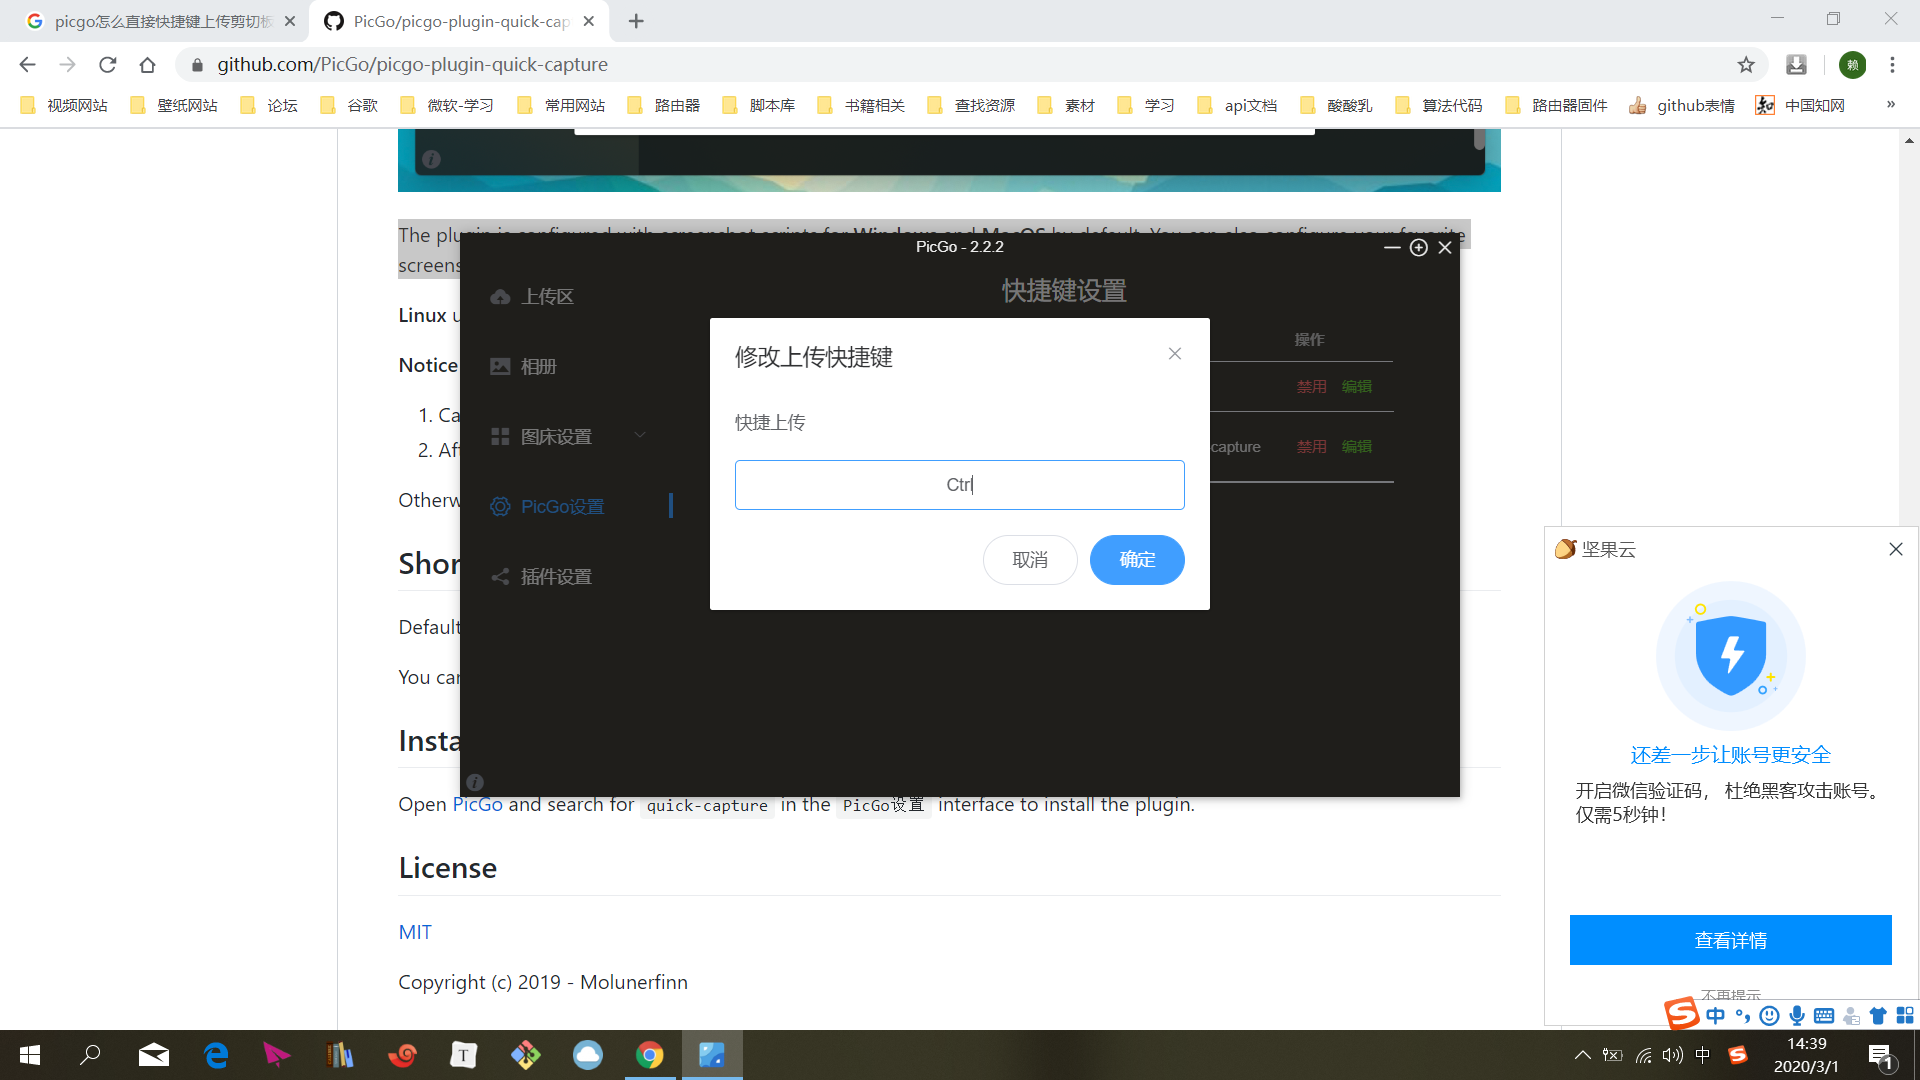 picgo怎么直接快捷键上传剪切板
PicGo/picgo-plugin-quick-cap
github.com/PicGo/picgo-plugin-quick-capture
赖
视频网站 壁纸网站 论坛 谷歌 微软-学习 常用网站 路由器 脚本库 书籍相关 查找资源 素材 学习 api文档 酸酸乳 算法代码 路由器固件 github表情 中国知网 »
The
screens
Linux
Notice
1. Ca
2. Af
Otherw
Shor
Default
You can
Insta
PicGo - 2.2.2
上传区
相册
图床设置
PicGo设置
插件设置
快捷键设置
操作
禁用 编辑
capture 禁用 编辑
修改上传快捷键
快捷上传
Ctrl
取消 确定
Open PicGo and search for quick-capture in the PicGo设置 interface to install the plugin.
License
MIT
Copyright (c) 2019 - Molunerfinn
坚果云
还差一步让账号更安全
开启微信验证码，杜绝黑客攻击账号。
仅需5秒钟！
查看详情
不再提示
中
T
中
14:39
2020/3/1
1